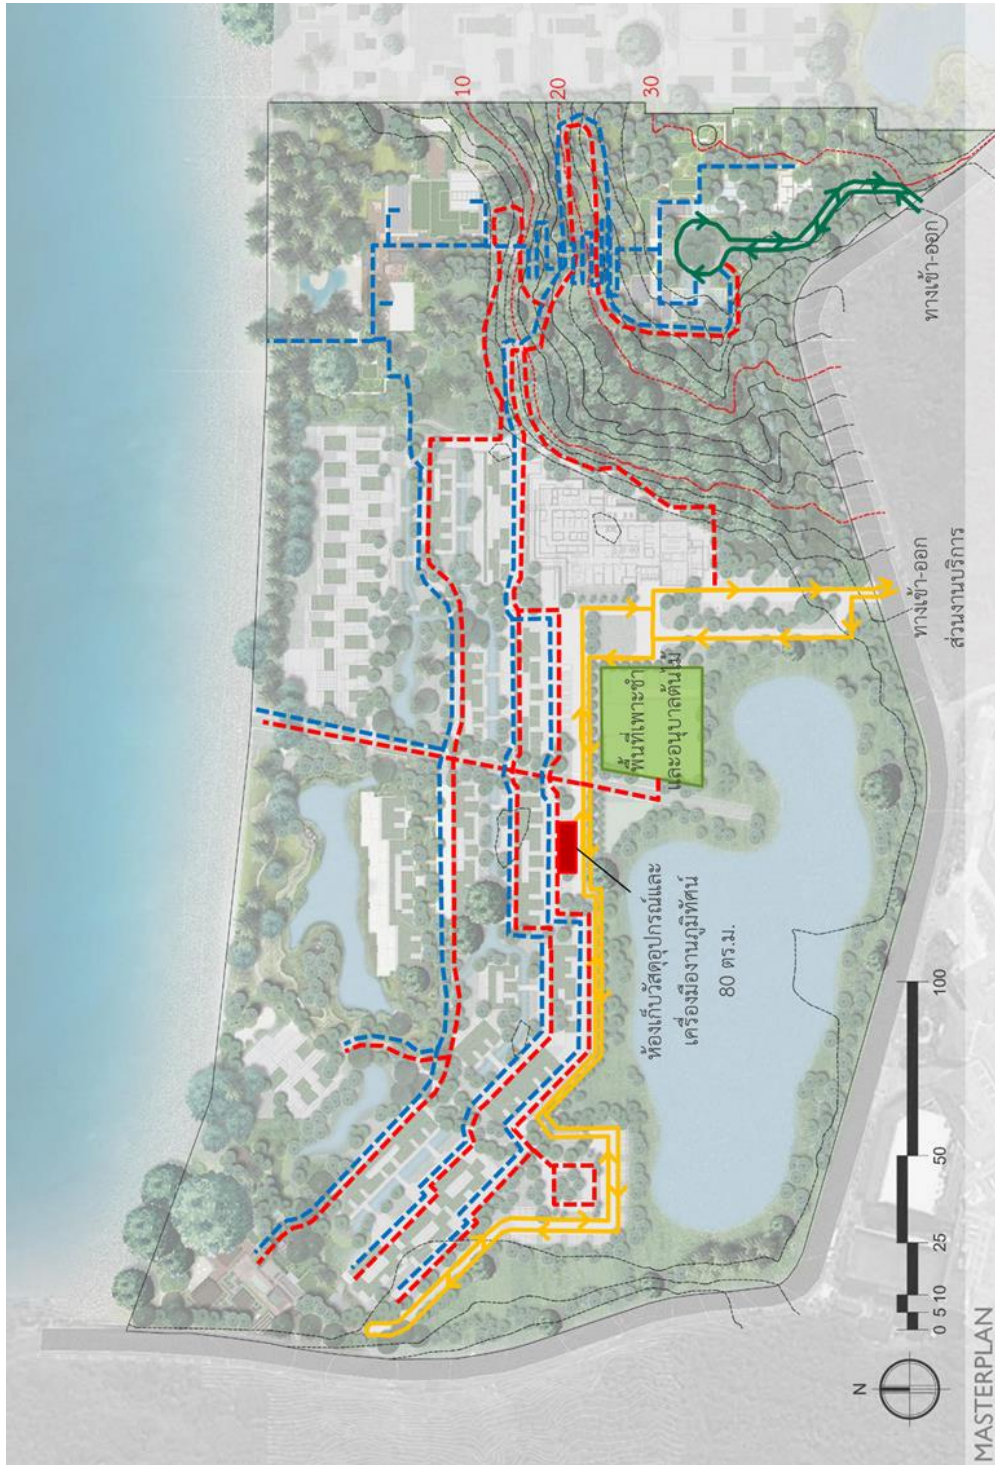 10
20
30
ทางเข้า-ออก
ทางเข้า-ออก
ส่วนงานบริการ
พื้นที่เพาะชำ
และอนุบาลต้นไม้
ห้องเก็บวัสดุอุปกรณ์และ
เครื่องมืองานภูมิทัศน์
80 ตร.ม.
0 5 10 25 50 100
N
MASTERPLAN